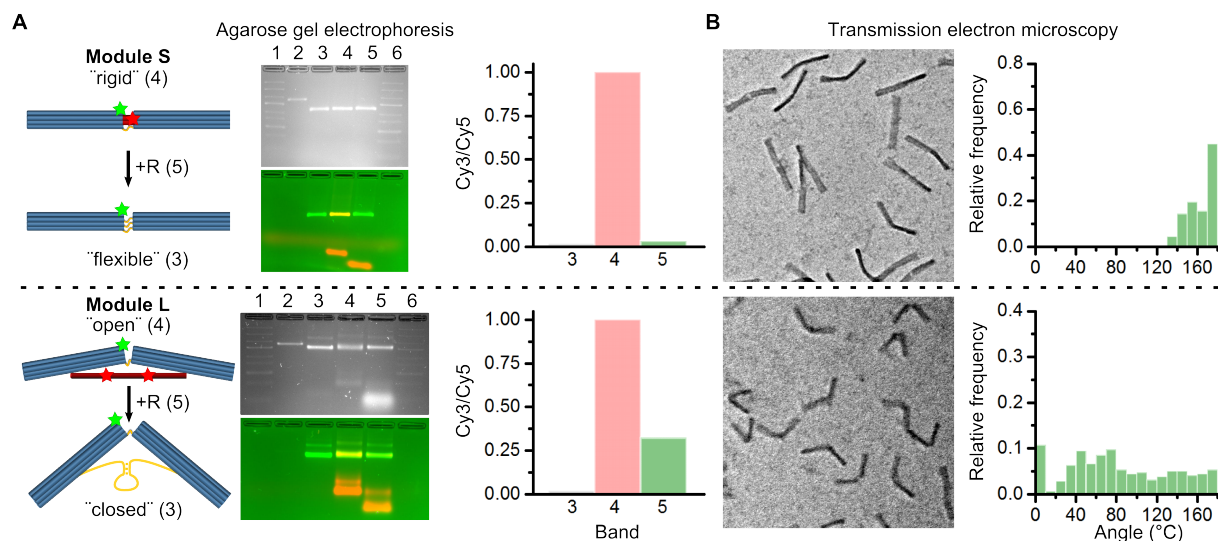 A
Agarose gel electrophoresis
Module S
¨rigid¨ (4)
+R (5)
¨flexible¨ (3)
1 2 3 4 5 6
Cy3/Cy5
1.00
0.75
0.50
0.25
0.00
3 4 5
B
Transmission electron microscopy
Relative frequency
0.8
0.6
0.4
0.2
0.0
0 40 80 120 160
Module L
¨open¨ (4)
+R (5)
¨closed¨ (3)
1 2 3 4 5 6
Cy3/Cy5
1.00
0.75
0.50
0.25
0.00
3 4 5
Band
Relative frequency
0.4
0.3
0.2
0.1
0.0
0 40 80 120 160
Angle (°C)